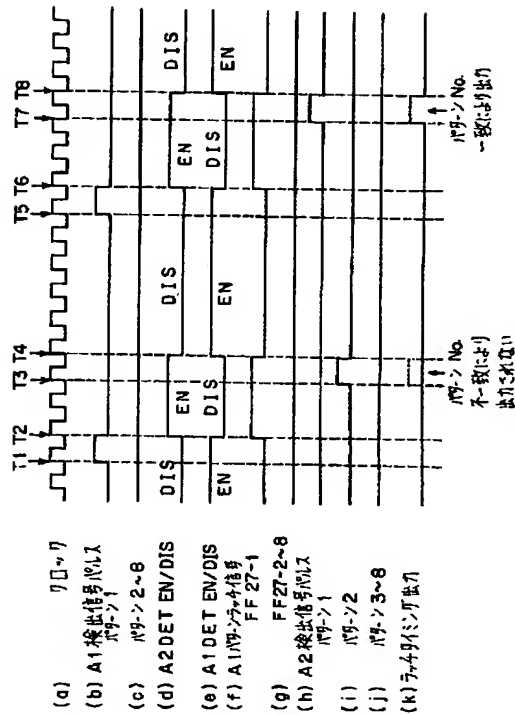 T1 T2 T3 T4 T5 T6 T7 T8
(a) クロック
(b) A1検出信号パルス
パターン1
(c) パターン2~8
(d) A2 DET EN/DIS
DIS EN DIS EN DIS
(e) A1 DET EN/DIS
EN DIS EN DIS EN
(f) A1パターンラッチ信号
FF27-1
(g) FF27-2~8
(h) A2検出信号パルス
パターン1
(i) パターン2
(j) パターン3~8
(k) ラッチタイミング出力
パターン No.
不一致により
出力されない
パターン No.
一致により出力